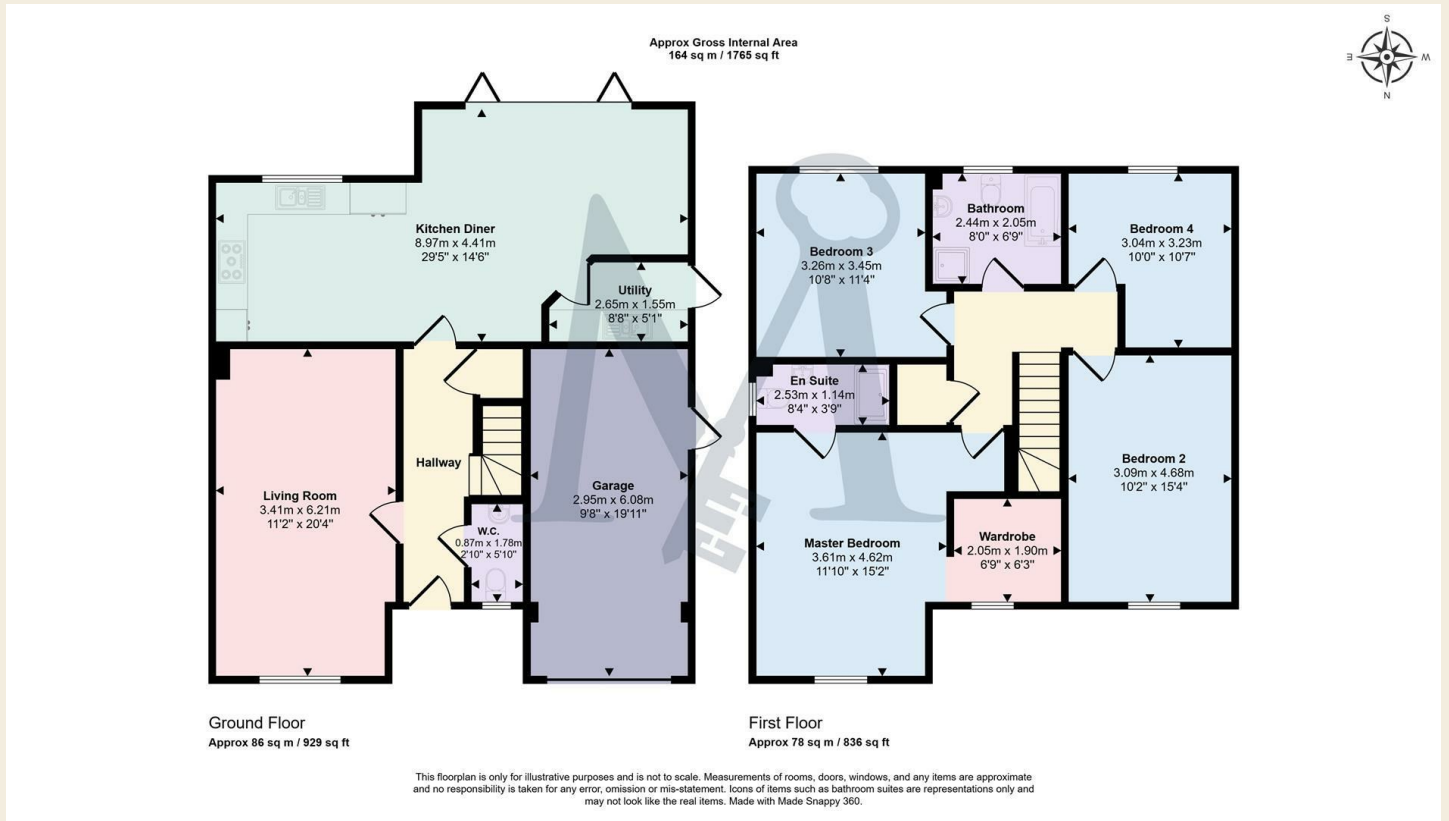 Approx Gross Internal Area
164 sq m / 1765 sq ft
S
E
W
N
Kitchen Diner
8.97m x 4.41m
29'5" x 14'6"
Utility
2.65m x 1.55m
8'8" x 5'1"
Hallway
Living Room
3.41m x 6.21m
11'2" x 20'4"
W.C.
0.87m x 1.78m
2'10" x 5'10"
Garage
2.95m x 6.08m
9'8" x 19'11"
Ground Floor
Approx 86 sq m / 929 sq ft
Bedroom 3
3.26m x 3.45m
10'8" x 11'4"
Bathroom
2.44m x 2.05m
8'0" x 6'9"
Bedroom 4
3.04m x 3.23m
10'0" x 10'7"
En Suite
2.53m x 1.14m
8'4" x 3'9"
Master Bedroom
3.61m x 4.62m
11'10" x 15'2"
Wardrobe
2.05m x 1.90m
6'9" x 6'3"
Bedroom 2
3.09m x 4.68m
10'2" x 15'4"
First Floor
Approx 78 sq m / 836 sq ft
This floorplan is only for illustrative purposes and is not to scale. Measurements of rooms, doors, windows, and any items are approximate
and no responsibility is taken for any error, omission or mis-statement. Icons of items such as bathroom suites are representations only and
may not look like the real items. Made with Made Snappy 360.